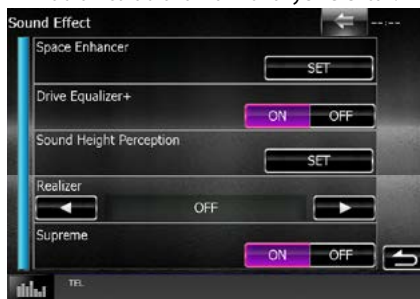 Sound Effect
--:--
Space Enhancer
SET
Drive Equalizer+
ON OFF
Sound Height Perception
SET
Realizer
OFF
Supreme
ON OFF
TEL